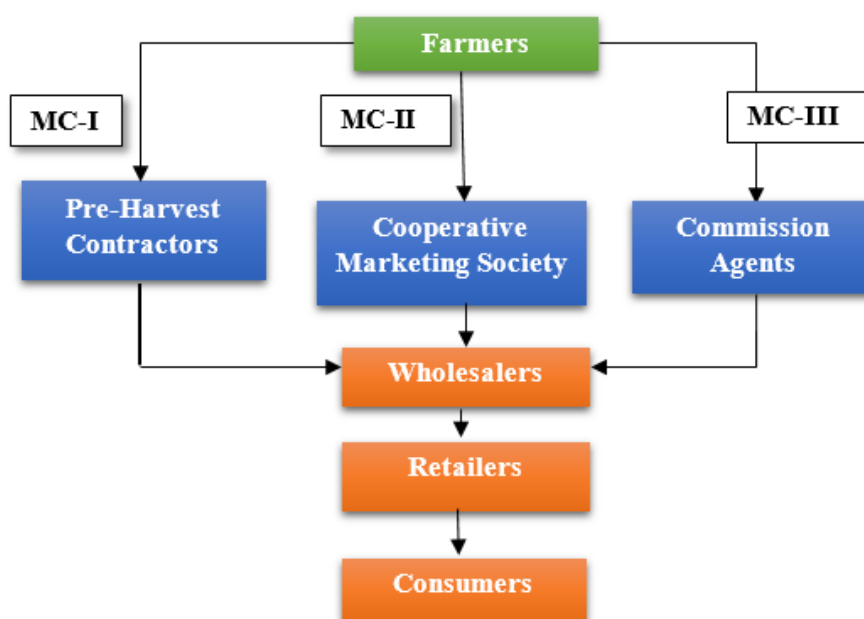 Farmers
MC-I
MC-II
MC-III
Pre-Harvest
Contractors
Cooperative
Marketing Society
Commission
Agents
Wholesalers
Retailers
Consumers